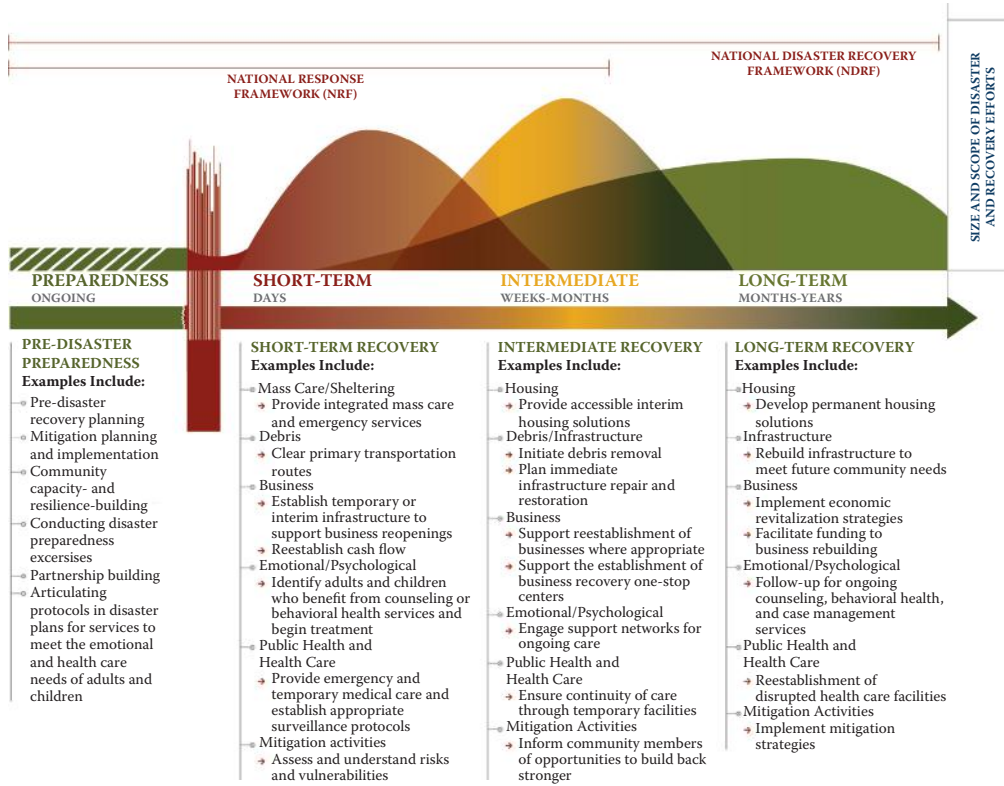 NATIONAL DISASTER RECOVERY
FRAMEWORK (NDRF)
NATIONAL RESPONSE
FRAMEWORK (NRF)
SIZE AND SCOPE OF DISASTER
AND RECOVERY EFFORTS
PREPAREDNESS
ONGOING
SHORT-TERM
DAYS
INTERMEDIATE
WEEKS-MONTHS
LONG-TERM
MONTHS-YEARS
PRE-DISASTER
PREPAREDNESS
Examples Include:
Pre-disaster
recovery planning
Mitigation planning
and implementation
Community
capacity- and
resilience-building
Conducting disaster
preparedness
excersises
Partnership building
Articulating
protocols in disaster
plans for services to
meet the emotional
and health care
needs of adults and
children
SHORT-TERM RECOVERY
Examples Include:
Mass Care/Sheltering
Provide integrated mass care
and emergency services
Debris
Clear primary transportation
routes
Business
Establish temporary or
interim infrastructure to
support business reopenings
Reestablish cash flow
Emotional/Psychological
Identify adults and children
who benefit from counseling or
behavioral health services and
begin treatment
Public Health and
Health Care
Provide emergency and
temporary medical care and
establish appropriate
surveillance protocols
Mitigation activities
Assess and understand risks
and vulnerabilities
INTERMEDIATE RECOVERY
Examples Include:
Housing
Provide accessible interim
housing solutions
Debris/Infrastructure
Initiate debris removal
Plan immediate
infrastructure repair and
restoration
Business
Support reestablishment of
businesses where appropriate
Support the establishment of
business recovery one-stop
centers
Emotional/Psychological
Engage support networks for
ongoing care
Public Health and
Health Care
Ensure continuity of care
through temporary facilities
Mitigation Activities
Inform community members
of opportunities to build back
stronger
LONG-TERM RECOVERY
Examples Include:
Housing
Develop permanent housing
solutions
Infrastructure
Rebuild infrastructure to
meet future community needs
Business
Implement economic
revitalization strategies
Facilitate funding to
business rebuilding
Emotional/Psychological
Follow-up for ongoing
counseling, behavioral health,
and case management
services
Public Health and
Health Care
Reestablishment of
disrupted health care facilities
Mitigation Activities
Implement mitigation
strategies